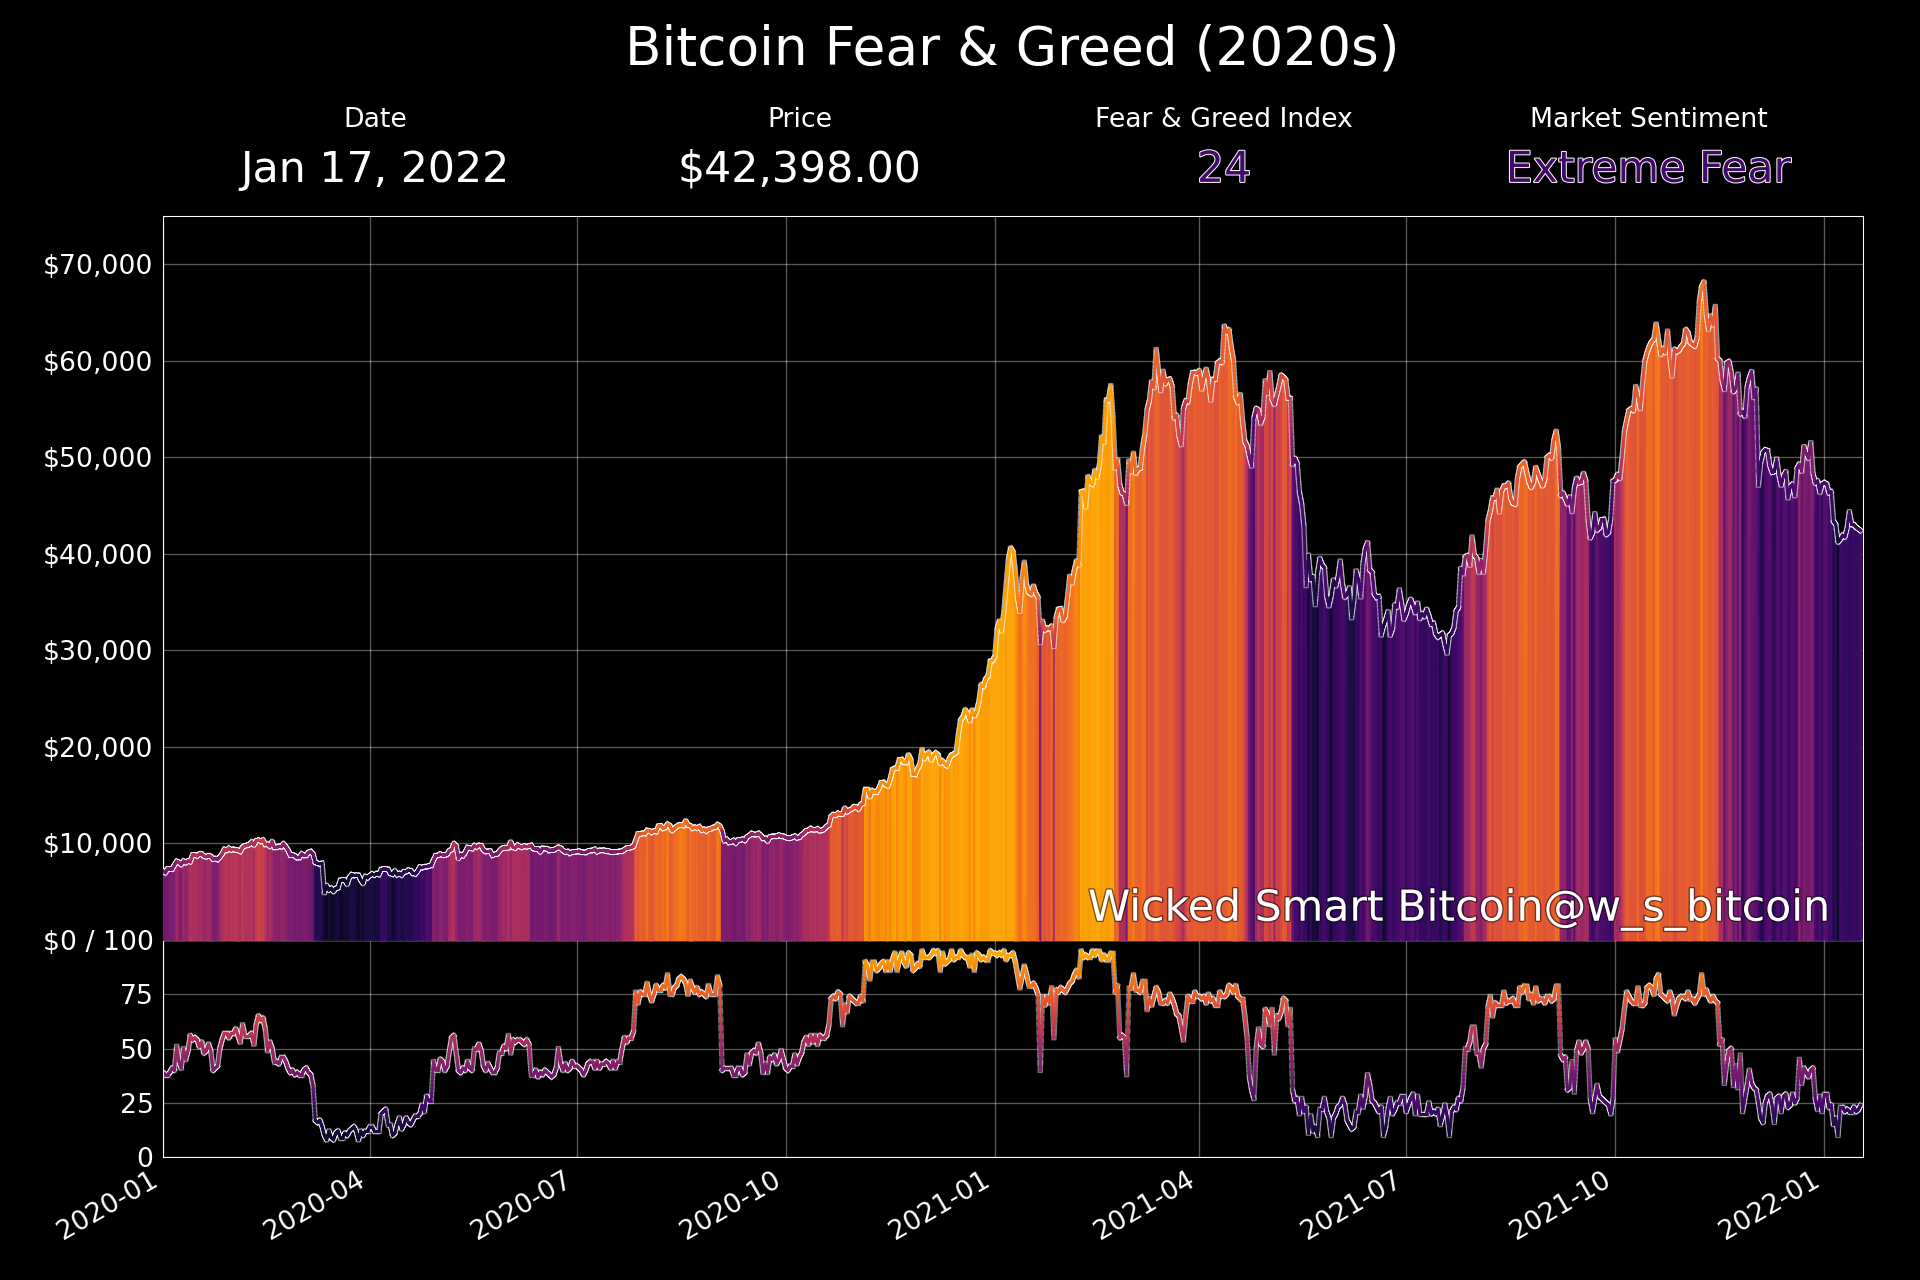 Bitcoin Fear & Greed (2020s)
Date
Price
Fear & Greed Index
Market Sentiment
Jan 17, 2022
$42,398.00
24
Extreme Fear
$70,000
$60,000
$50,000
$40,000
$30,000
$20,000
$10,000
$0 / 100
75
50
25
0
Wicked Smart Bitcoin@w_s_bitcoin
2020-01
2020-04
2020-07
2020-10
2021-01
2021-04
2021-07
2021-10
2022-01